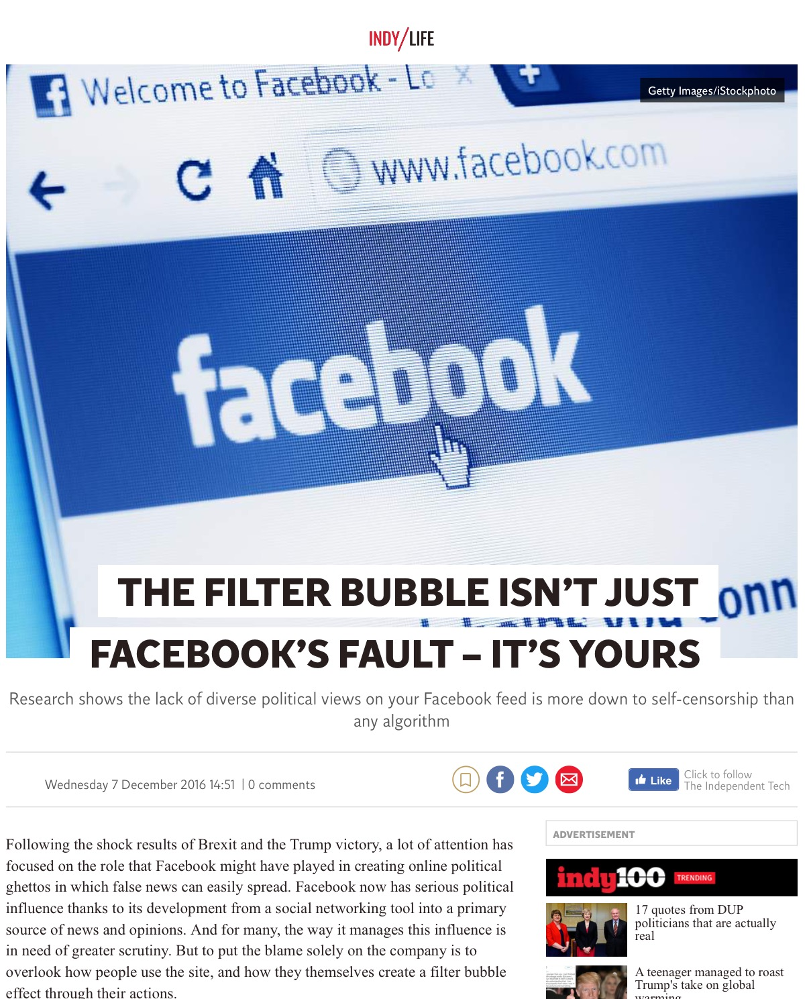 INDY/LIFE
Welcome to Facebook - Lo
Getty Images/iStockphoto
www.facebook.com
facebook
THE FILTER BUBBLE ISN’T JUST
FACEBOOK’S FAULT – IT’S YOURS
Research shows the lack of diverse political views on your Facebook feed is more down to self-censorship than
any algorithm
Wednesday 7 December 2016 14:51 | 0 comments
Like
Click to follow
The Independent Tech
Following the shock results of Brexit and the Trump victory, a lot of attention has
focused on the role that Facebook might have played in creating online political
ghettos in which false news can easily spread. Facebook now has serious political
influence thanks to its development from a social networking tool into a primary
source of news and opinions. And for many, the way it manages this influence is
in need of greater scrutiny. But to put the blame solely on the company is to
overlook how people use the site, and how they themselves create a filter bubble
effect through their actions.
ADVERTISEMENT
indy100 TRENDING
17 quotes from DUP
politicians that are actually
real
A teenager managed to roast
Trump's take on global
warming